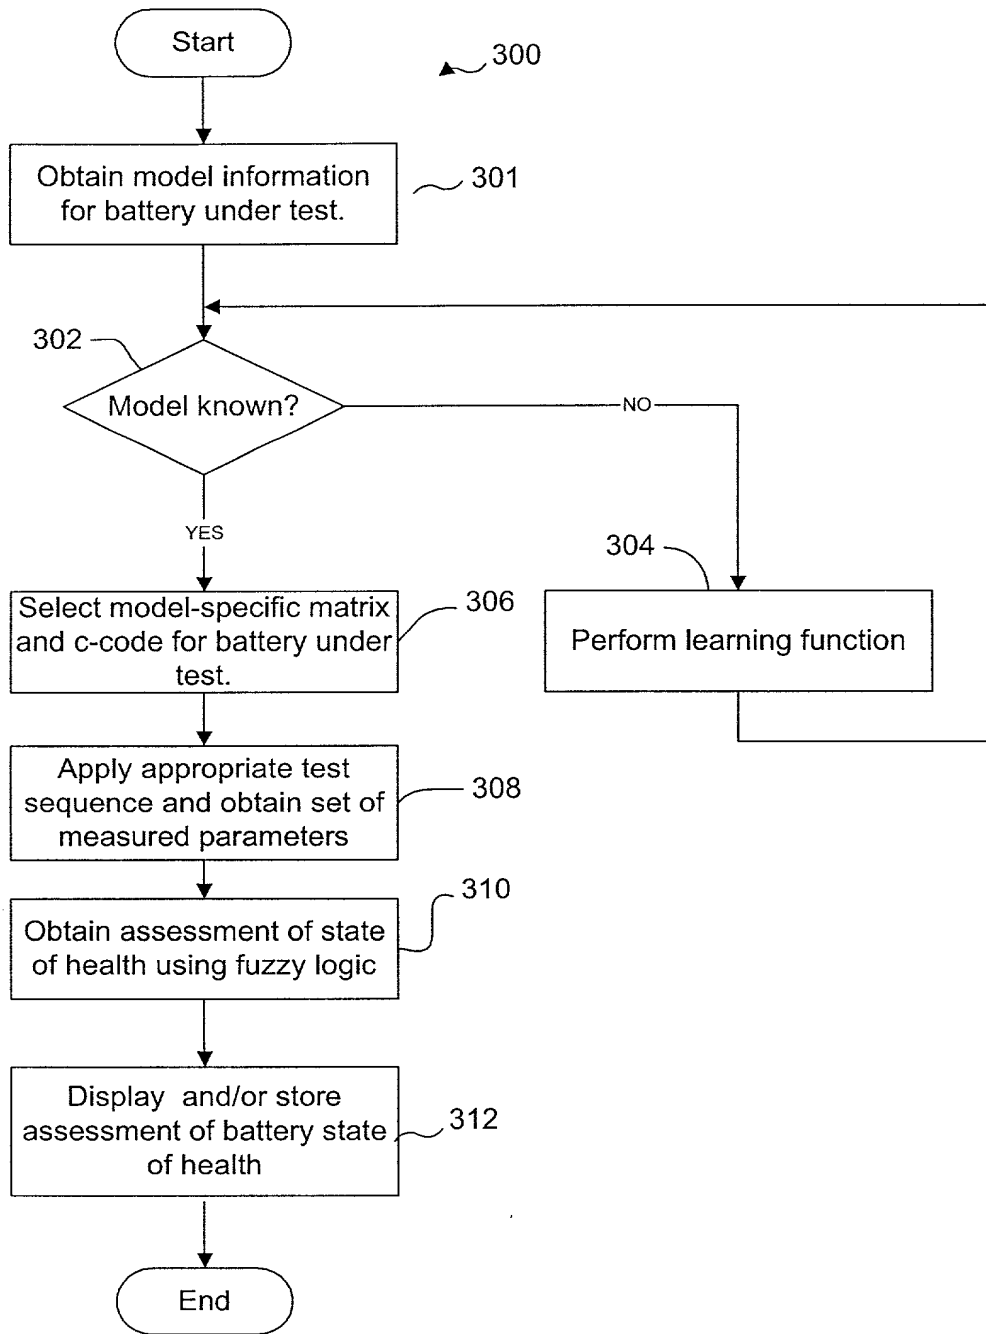 Start
300
Obtain model information
for battery under test.
301
302
Model known?
NO
YES
304
Select model-specific matrix
and c-code for battery under
test.
306
Perform learning function
Apply appropriate test
sequence and obtain set of
measured parameters
308
310
Obtain assessment of state
of health using fuzzy logic
Display and/or store
assessment of battery state
of health
312
End